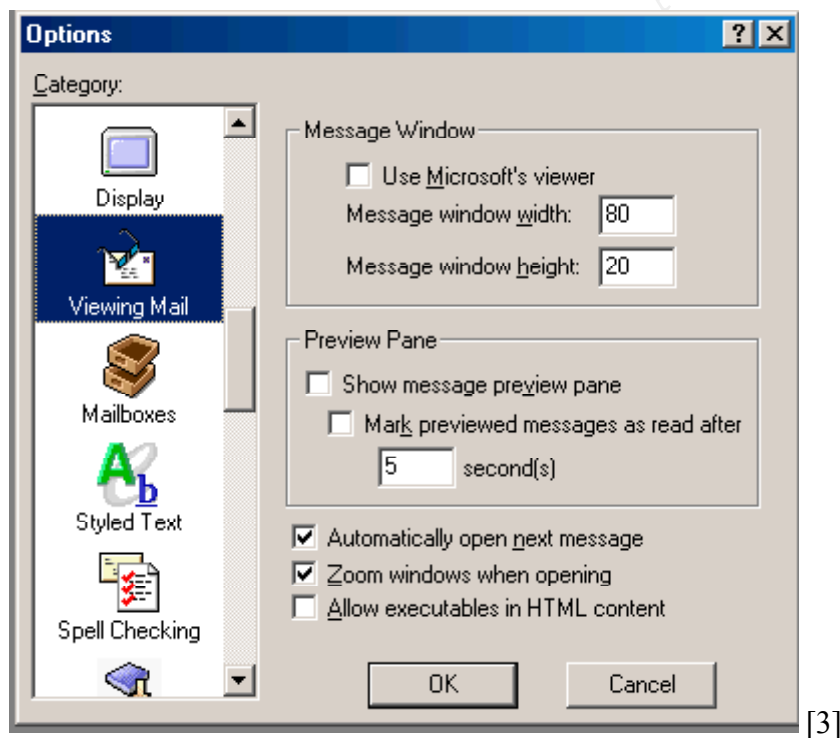 Options
Category:
Display
Viewing Mail
Mailboxes
Styled Text
Spell Checking
Message Window
Use Microsoft's viewer
Message window width: 80
Message window height: 20
Preview Pane
Show message preview pane
Mark previewed messages as read after
5 second(s)
Automatically open next message
Zoom windows when opening
Allow executables in HTML content
OK Cancel
[3]